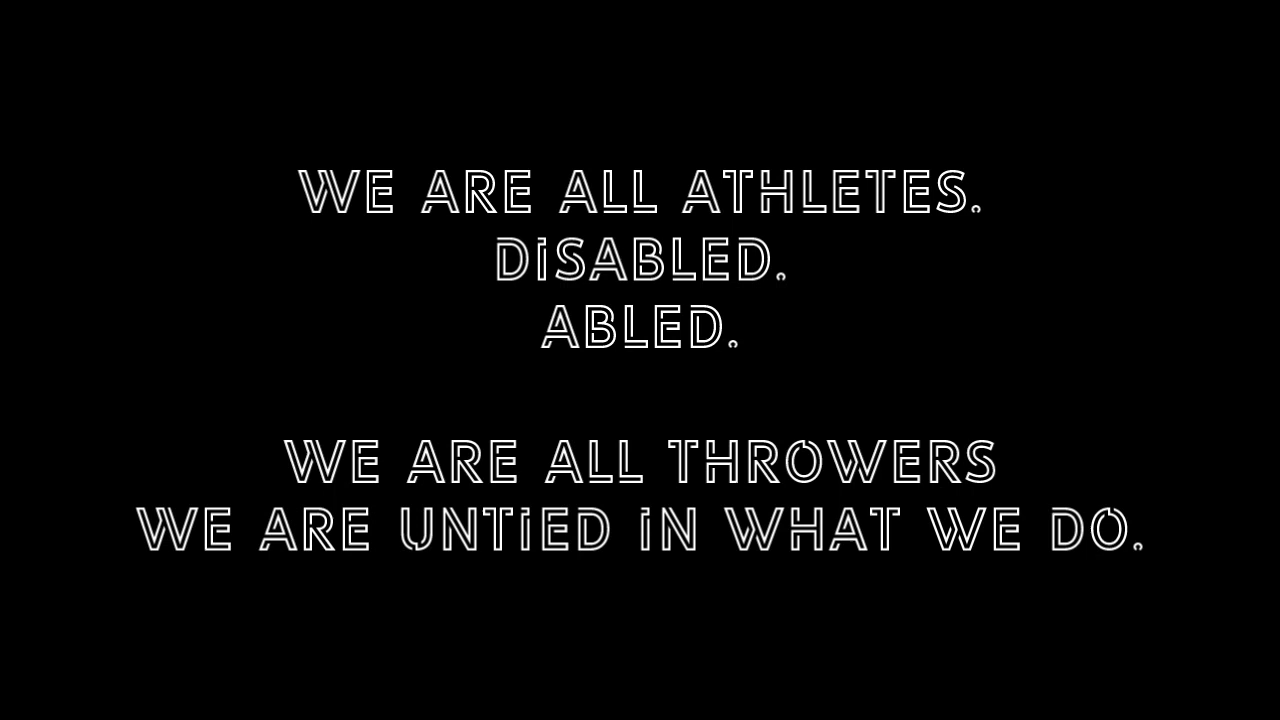 WE ARE ALL ATHLETES.
DiSABLED.
ABLED.
WE ARE ALL THROWERS
WE ARE UNTiED iN WHAT WE DO.